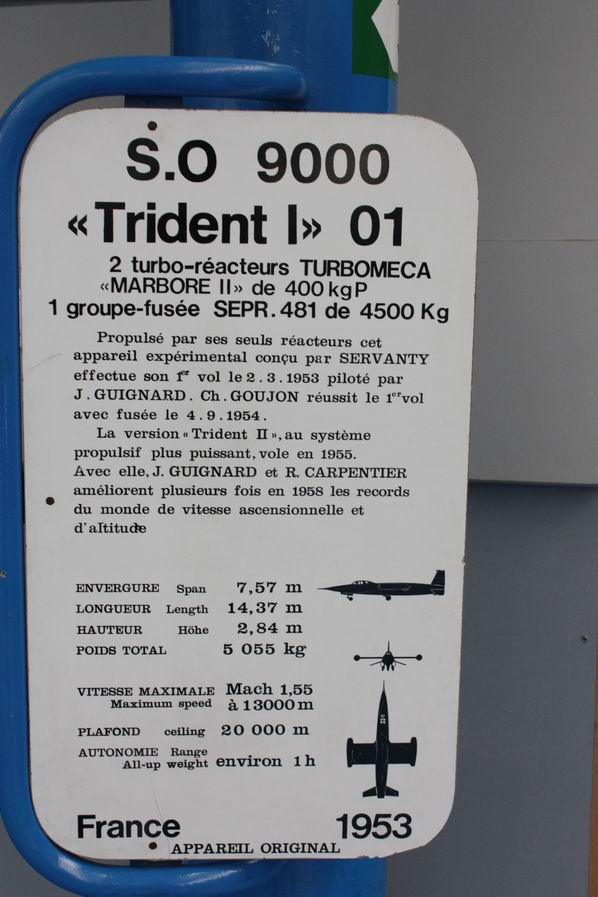 S.O 9000
«Trident I» 01
2 turbo-réacteurs TURBOMECA
«MARBORE II» de 400 kgP
1 groupe-fusée SEPR. 481 de 4500 Kg
Propulsé par ses seuls réacteurs cet
appareil expérimental conçu par SERVANTY
effectue son 1er vol le 2.3.1953 piloté par
J. GUIGNARD. Ch. GOUJON réussit le 1er vol
avec fusée le 4.9.1954.
La version «Trident II», au système
propulsif plus puissant, vole en 1955.
Avec elle, J. GUIGNARD et R. CARPENTIER
améliorent plusieurs fois en 1958 les records
du monde de vitesse ascensionnelle et
d'altitude
ENVERGURE Span 7,57 m
LONGUEUR Length 14,37 m
HAUTEUR Höhe 2,84 m
POIDS TOTAL 5 055 kg
VITESSE MAXIMALE Mach 1,55
Maximum speed à 13000 m
PLAFOND ceiling 20 000 m
AUTONOMIE Range
All-up weight environ 1 h
France 1953
APPAREIL ORIGINAL